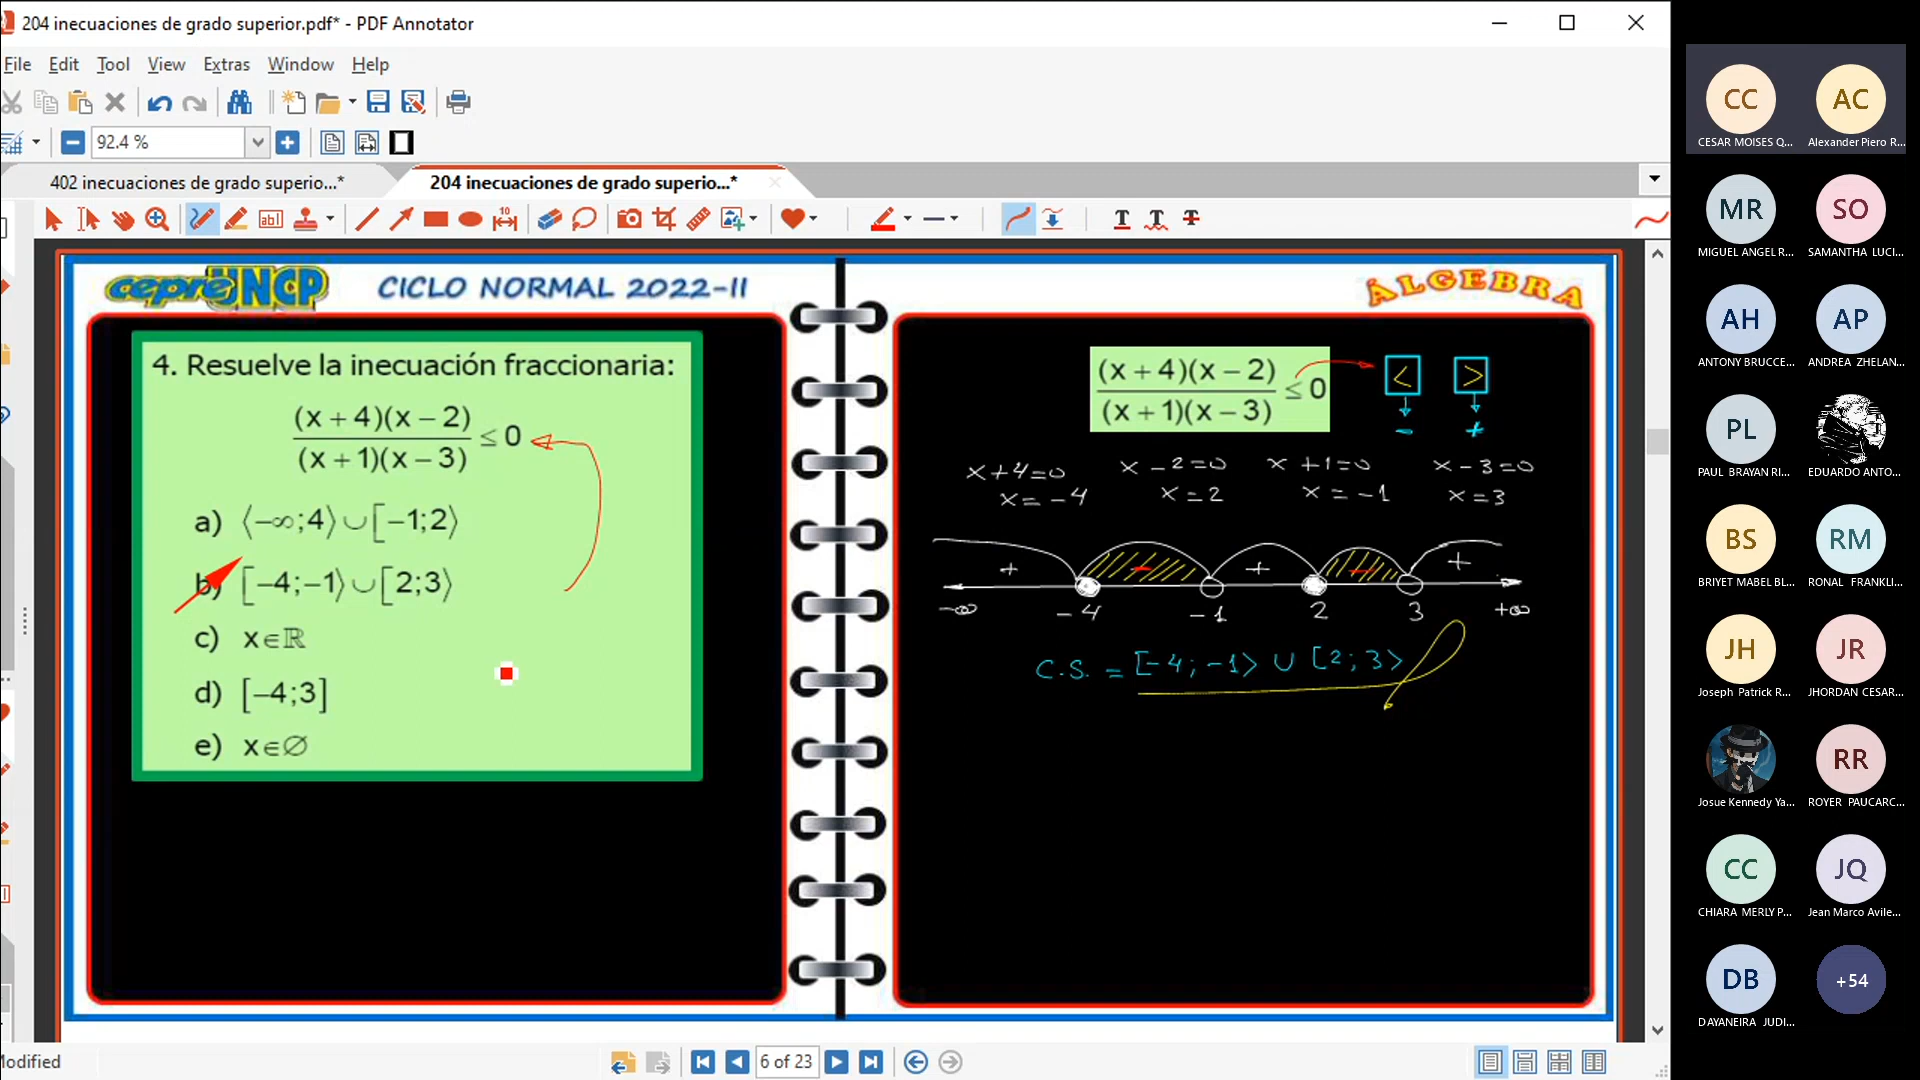 204 inecuaciones de grado superior.pdf* - PDF Annotator
File Edit Tool View Extras Window Help
92.4 %
402 inecuaciones de grado superio...*
204 inecuaciones de grado superio...*
10
cepreUNCP
CICLO NORMAL 2022-II
ÁLGEBRA
4. Resuelve la inecuación fraccionaria:
(x + 4)(x − 2)
≤ 0
(x + 1)(x − 3)
a) ⟨−∞;4⟩∪[−1;2⟩
b) [−4;−1⟩∪[2;3⟩
c) x∈ℝ
d) [−4;3]
e) x∈∅
(x + 4)(x − 2)
≤ 0
(x + 1)(x − 3)
< >
- +
x+4=0 x-2=0 x+1=0 x-3=0
x=-4 x=2 x=-1 x=3
+ - + - +
-∞ -4 -1 2 3 +∞
C.S. = [-4; -1> ∪ [2; 3>
Modified
6 of 23
CC AC
CESAR MOISES Q... Alexander Piero R...
MR SO
MIGUEL ANGEL R... SAMANTHA LUCI...
AH AP
ANTONY BRUCCE... ANDREA ZHELAN...
PL
PAUL BRAYAN RI... EDUARDO ANTO...
BS RM
BRIYET MABEL BL... RONAL FRANKLI...
JH JR
Joseph Patrick R... JHORDAN CESAR...
RR
Josue Kennedy Ya... ROYER PAUCARC...
CC JQ
CHIARA MERLY P... Jean Marco Avile...
DB +54
DAYANEIRA JUDI...